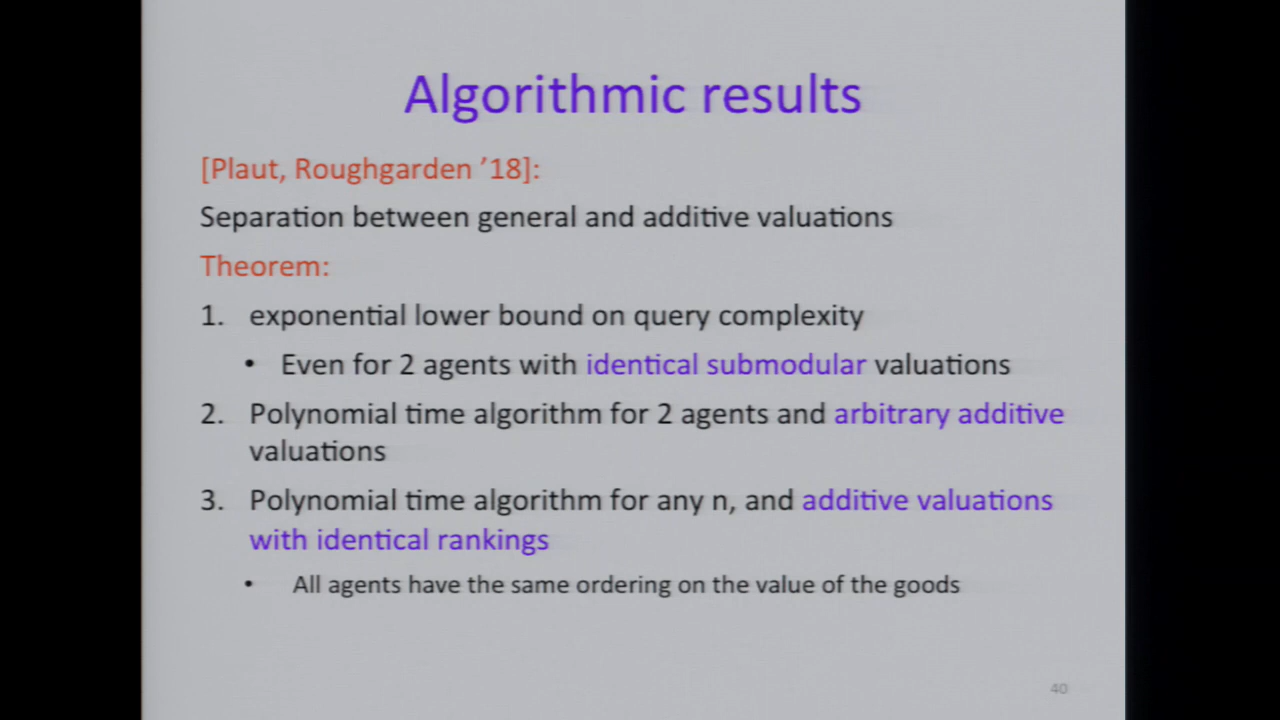 Algorithmic results
[Plaut, Roughgarden ’18]:
Separation between general and additive valuations
Theorem:
1. exponential lower bound on query complexity
• Even for 2 agents with identical submodular valuations
2. Polynomial time algorithm for 2 agents and arbitrary additive
valuations
3. Polynomial time algorithm for any n, and additive valuations
with identical rankings
• All agents have the same ordering on the value of the goods
40